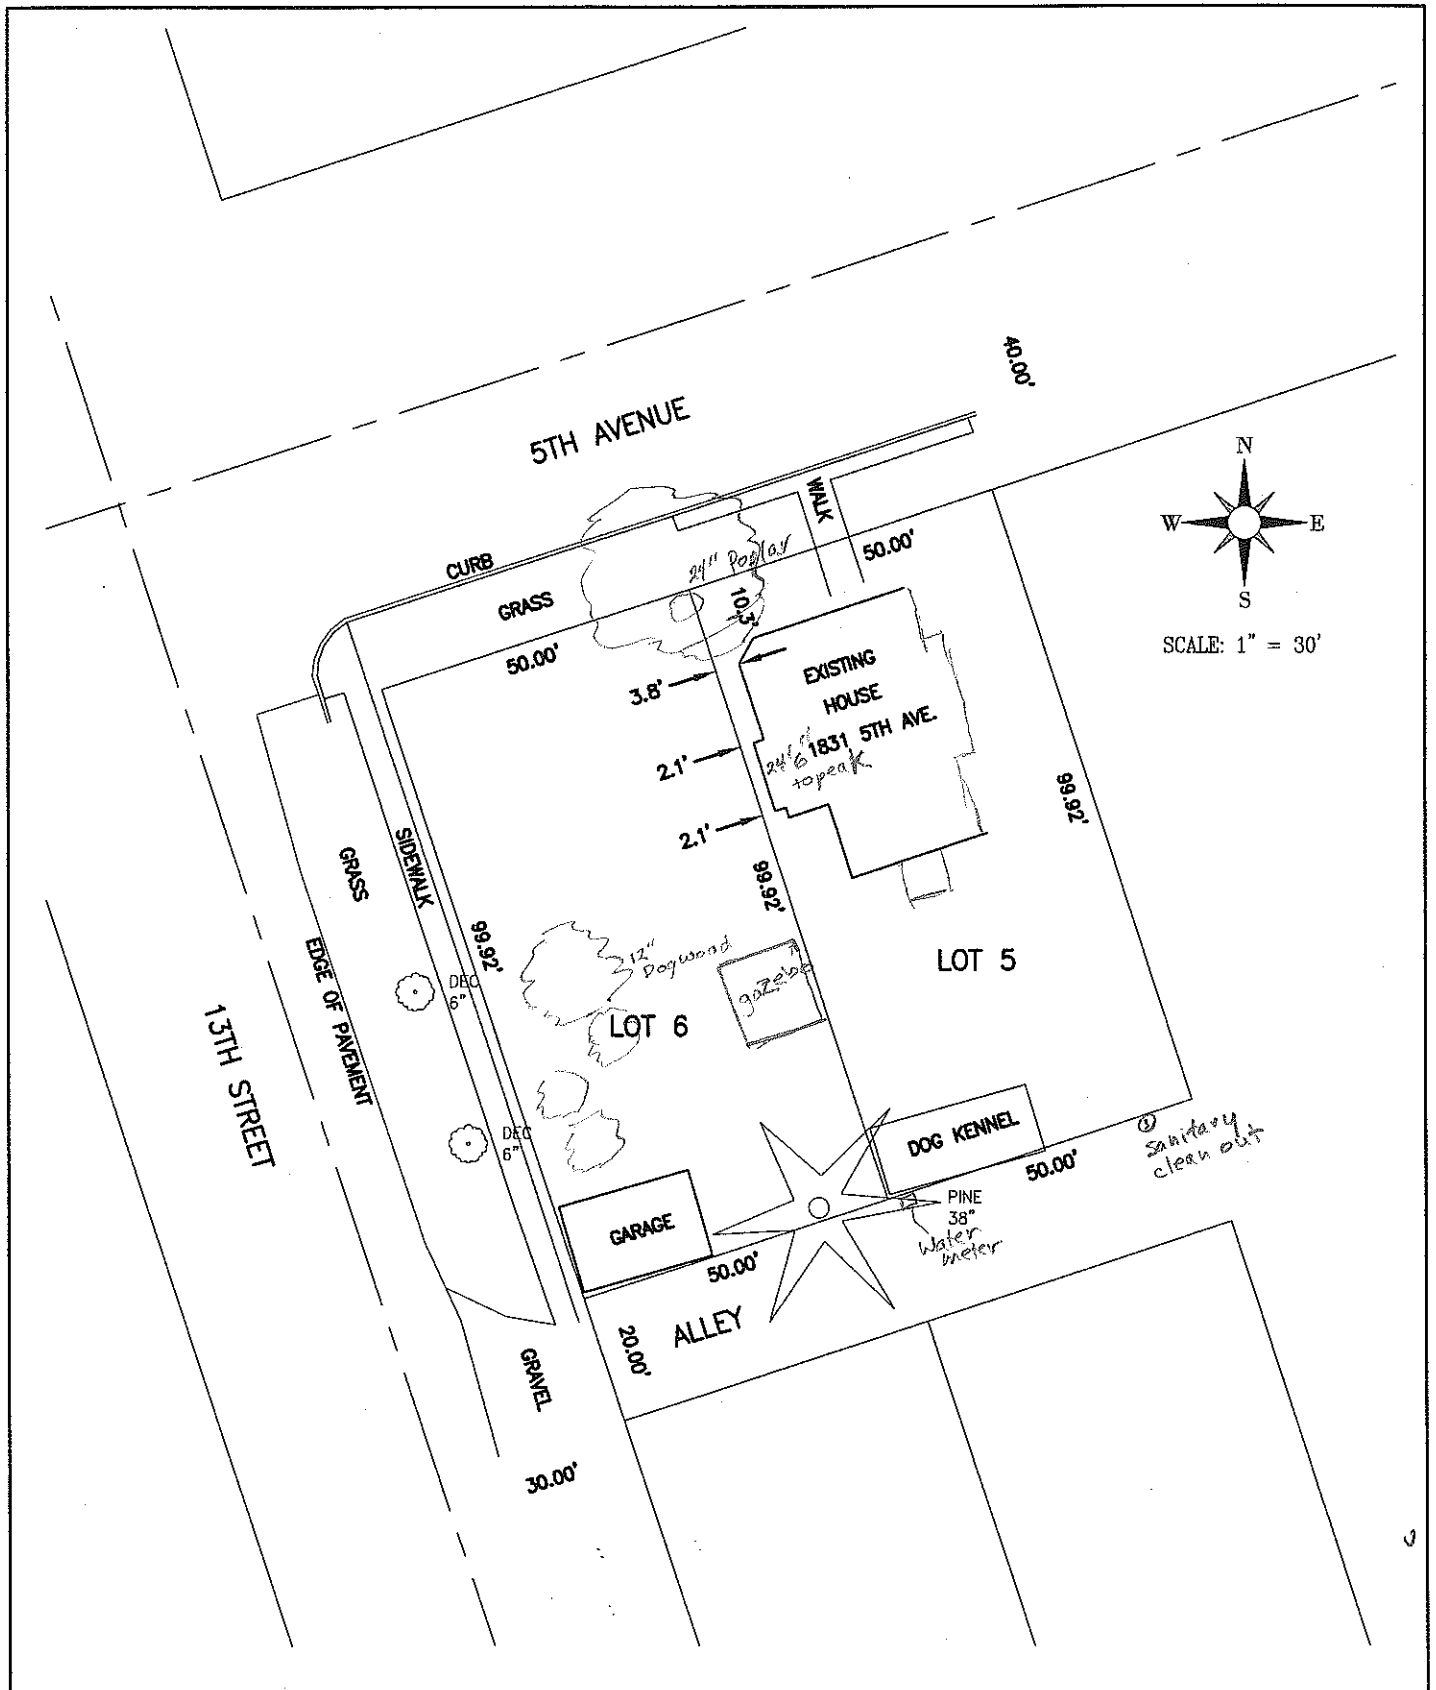 40.00'
5TH AVENUE
N
W
E
S
SCALE: 1" = 30'
WALK
50.00'
CURB
24" Poplar
GRASS
10.3'
50.00'
3.8'
EXISTING
HOUSE
1831 5TH AVE.
24'6"
to peak
2.1'
2.1'
99.92'
99.92'
SIDEWALK
GRASS
99.92'
EDGE OF PAVEMENT
12"
Dogwood
gazebo
LOT 5
DEC
6"
LOT 6
13TH STREET
DEC
6"
DOG KENNEL
50.00'
sanitary
clean out
PINE
38"
Water
meter
GARAGE
50.00'
ALLEY
20.00'
GRAVEL
30.00'